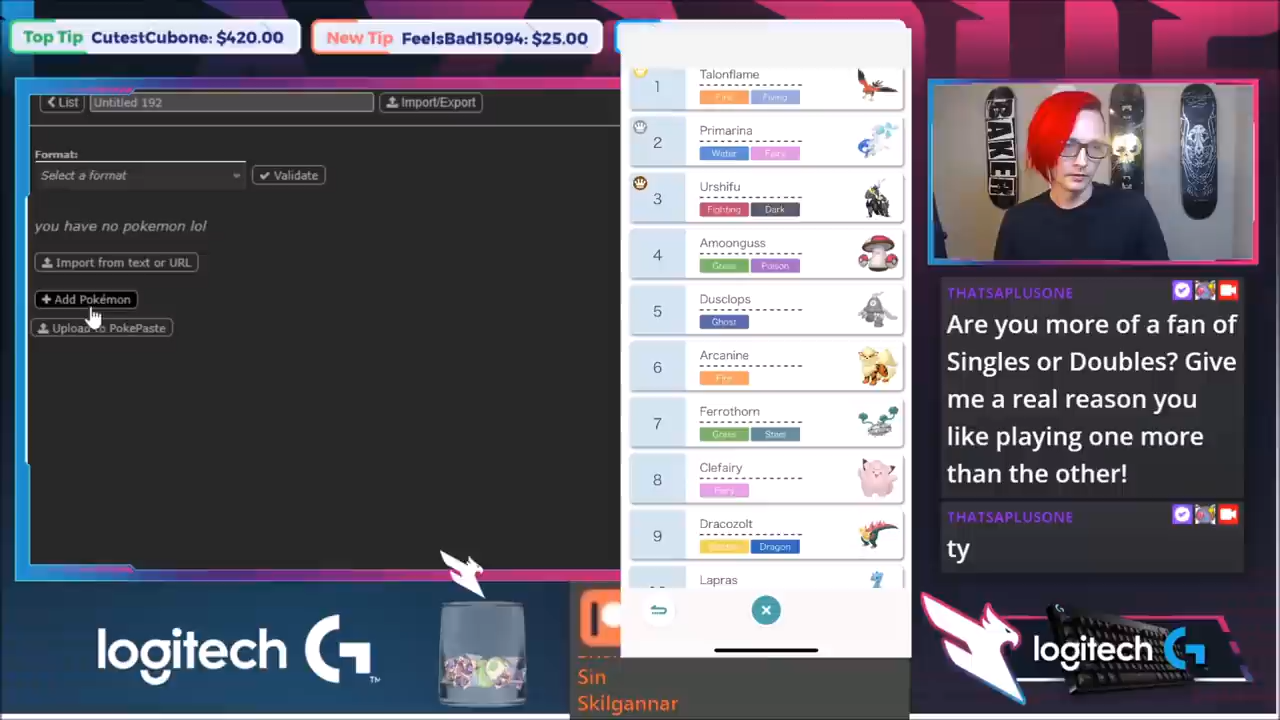 Top Tip CutestCubone: $420.00
New Tip FeelsBad15094: $25.00
List
Untitled 192
Import/Export
Format:
Select a format
Validate
you have no pokemon lol
Import from text or URL
Add Pokémon
Upload to PokePaste
1
Talonflame
Fire Flying
2
Primarina
Water Fairy
3
Urshifu
Fighting Dark
4
Amoonguss
Grass Poison
5
Dusclops
Ghost
6
Arcanine
Fire
7
Ferrothorn
Grass Steel
8
Clefairy
Fairy
9
Dracozolt
Electric Dragon
Lapras
BAKER
THATSAPLUSONE
Are you more of a fan of
Singles or Doubles? Give
me a real reason you
like playing one more
than the other!
THATSAPLUSONE
ty
logitech G
Sin
Skilgannar
logitech G